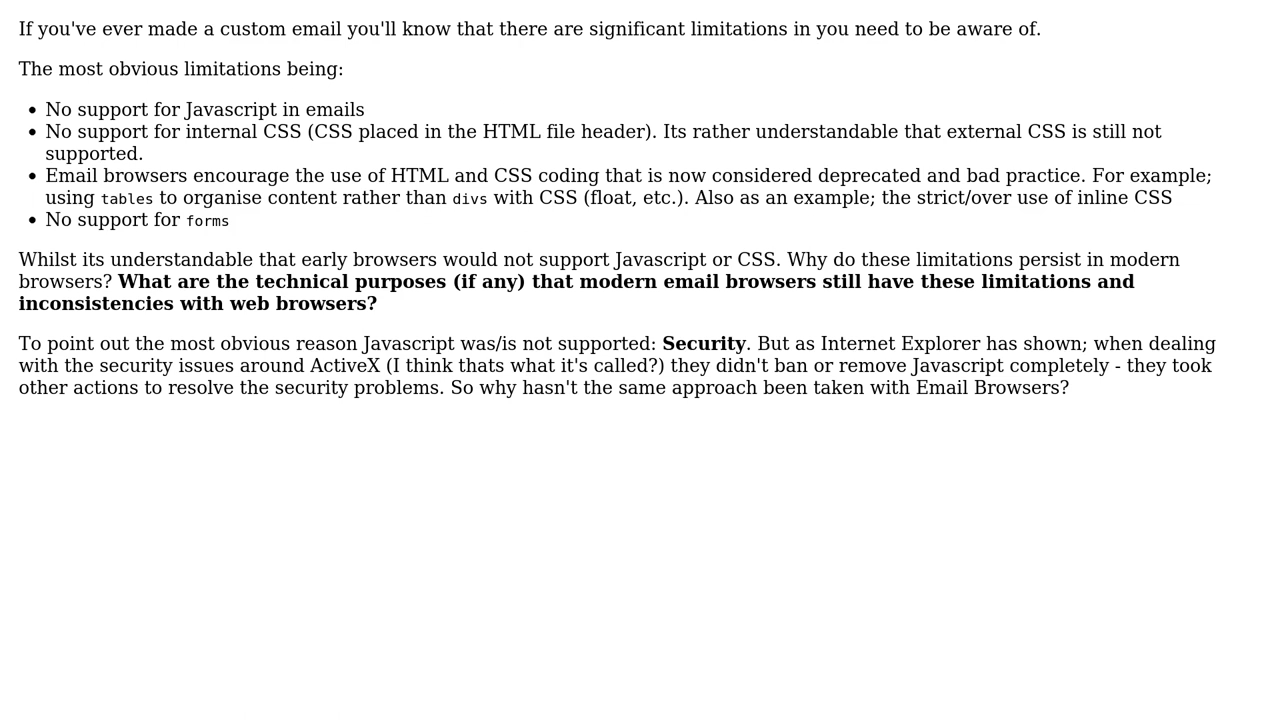 If you've ever made a custom email you'll know that there are significant limitations in you need to be aware of.
The most obvious limitations being:
• No support for Javascript in emails
• No support for internal CSS (CSS placed in the HTML file header). Its rather understandable that external CSS is still not
supported.
• Email browsers encourage the use of HTML and CSS coding that is now considered deprecated and bad practice. For example;
using tables to organise content rather than divs with CSS (float, etc.). Also as an example; the strict/over use of inline CSS
• No support for forms
Whilst its understandable that early browsers would not support Javascript or CSS. Why do these limitations persist in modern
browsers? What are the technical purposes (if any) that modern email browsers still have these limitations and
inconsistencies with web browsers?
To point out the most obvious reason Javascript was/is not supported: Security. But as Internet Explorer has shown; when dealing
with the security issues around ActiveX (I think thats what it's called?) they didn't ban or remove Javascript completely - they took
other actions to resolve the security problems. So why hasn't the same approach been taken with Email Browsers?